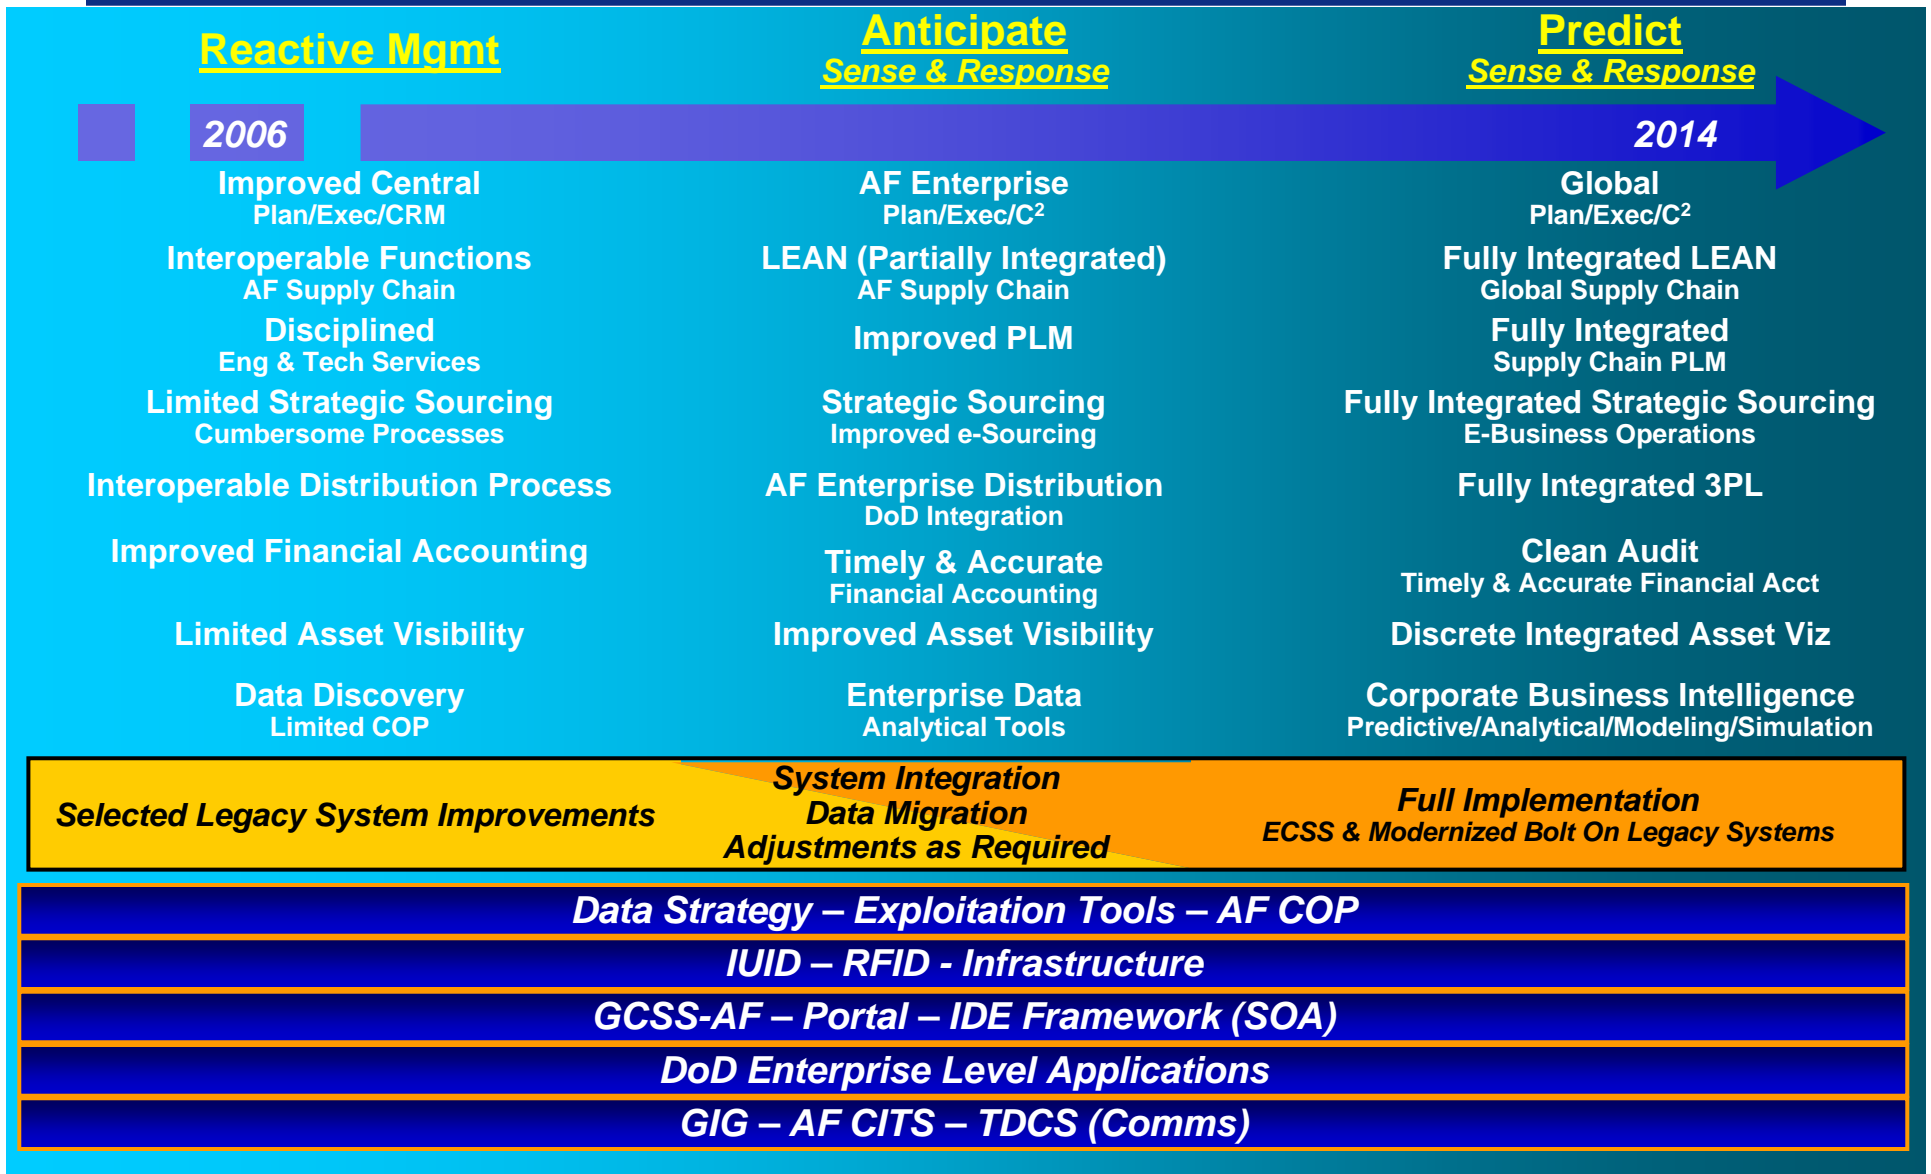 Reactive Mgmt
Anticipate
Sense & Response
Predict
Sense & Response
2006
2014
Improved Central
Plan/Exec/CRM
AF Enterprise
Plan/Exec/C²
Global
Plan/Exec/C²
Interoperable Functions
AF Supply Chain
LEAN (Partially Integrated)
AF Supply Chain
Fully Integrated LEAN
Global Supply Chain
Disciplined
Eng & Tech Services
Improved PLM
Fully Integrated
Supply Chain PLM
Limited Strategic Sourcing
Cumbersome Processes
Strategic Sourcing
Improved e-Sourcing
Fully Integrated Strategic Sourcing
E-Business Operations
Interoperable Distribution Process
AF Enterprise Distribution
DoD Integration
Fully Integrated 3PL
Improved Financial Accounting
Timely & Accurate
Financial Accounting
Clean Audit
Timely & Accurate Financial Acct
Limited Asset Visibility
Improved Asset Visibility
Discrete Integrated Asset Viz
Data Discovery
Limited COP
Enterprise Data
Analytical Tools
Corporate Business Intelligence
Predictive/Analytical/Modeling/Simulation
Selected Legacy System Improvements
System Integration
Data Migration
Adjustments as Required
Full Implementation
ECSS & Modernized Bolt On Legacy Systems
Data Strategy – Exploitation Tools – AF COP
IUID – RFID - Infrastructure
GCSS-AF – Portal – IDE Framework (SOA)
DoD Enterprise Level Applications
GIG – AF CITS – TDCS (Comms)